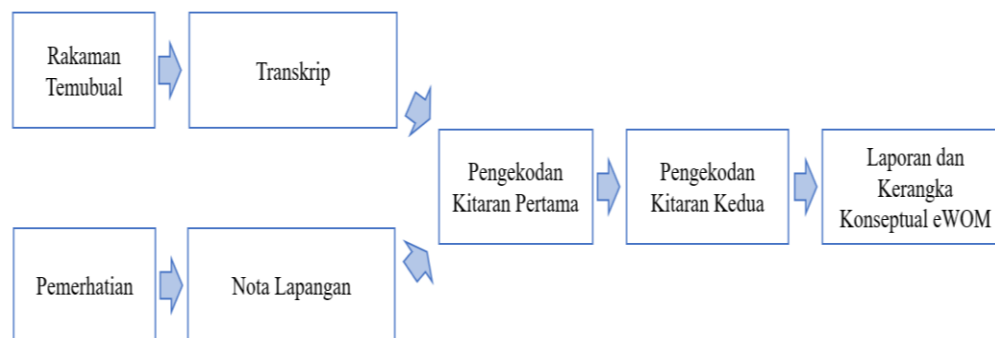 Rakaman
Temubual
Transkrip
Pengekodan
Kitaran Pertama
Pengekodan
Kitaran Kedua
Laporan dan
Kerangka
Konseptual eWOM
Pemerhatian
Nota Lapangan